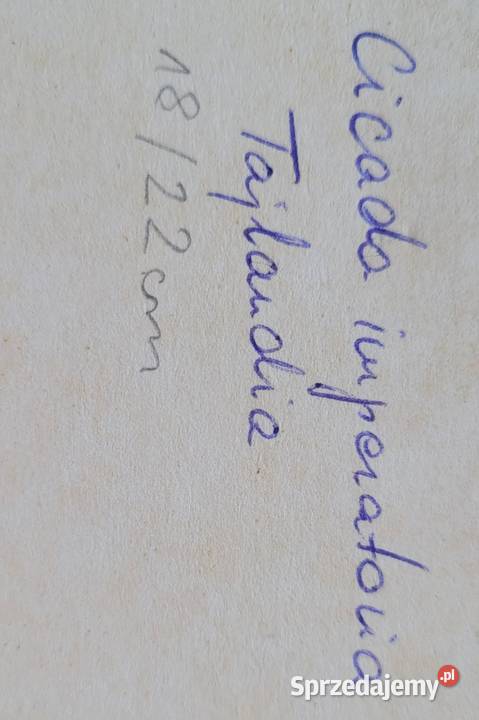 Cicada imperatoria
Tajlandia
18/22 cm
Sprzedajemy.pl